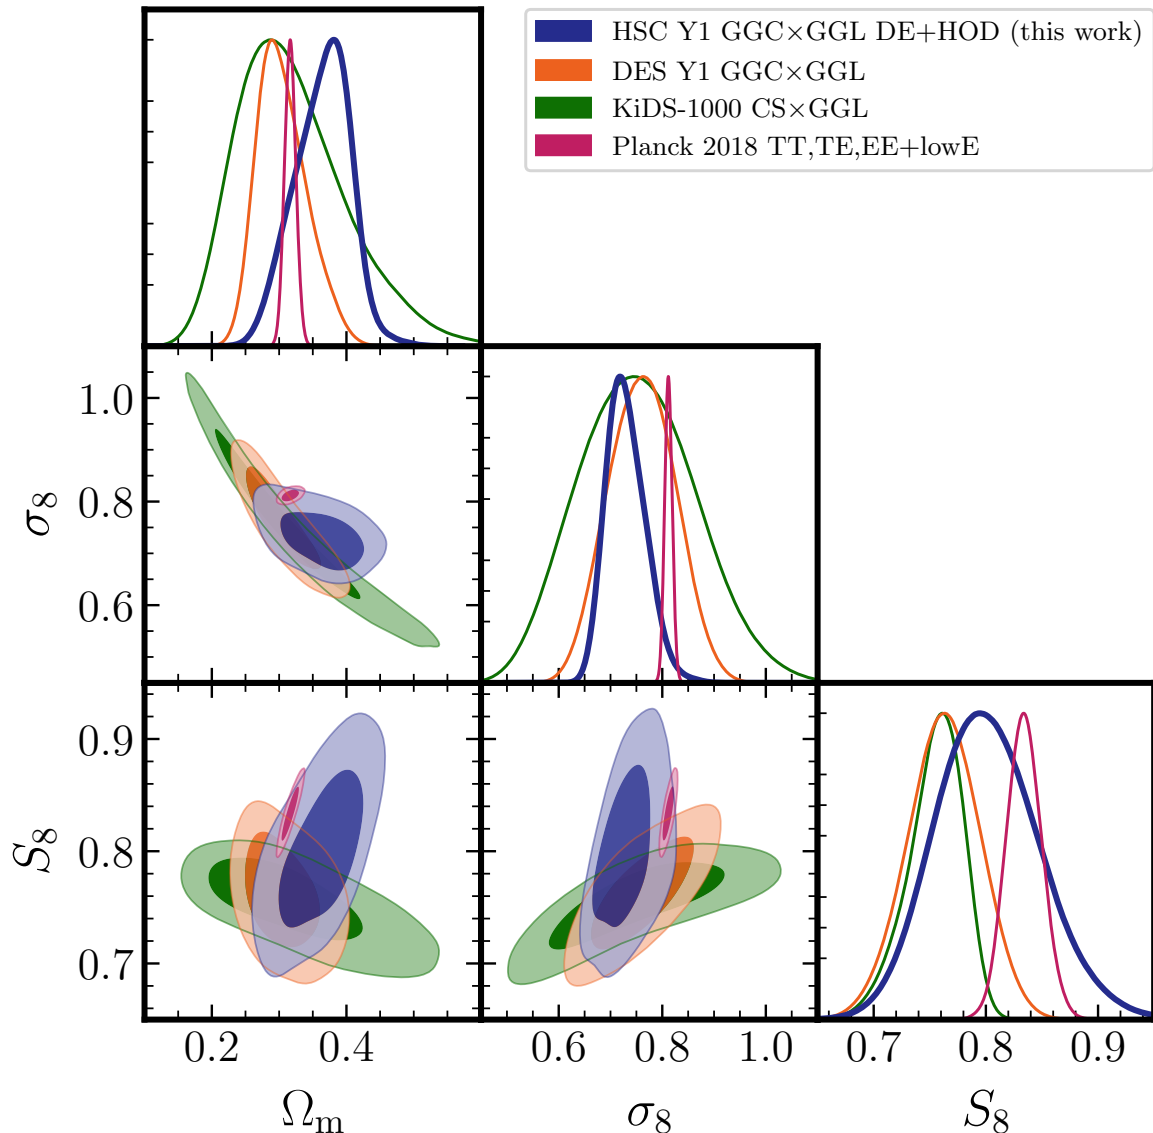 HSC Y1 GGC×GGL DE+HOD (this work)
DES Y1 GGC×GGL
KiDS-1000 CS×GGL
Planck 2018 TT,TE,EE+lowE
1.0
0.8
0.6
σ₈
0.9
0.8
0.7
S₈
0.2 0.4
0.6 0.8 1.0
0.7 0.8 0.9
Ωₘ
σ₈
S₈